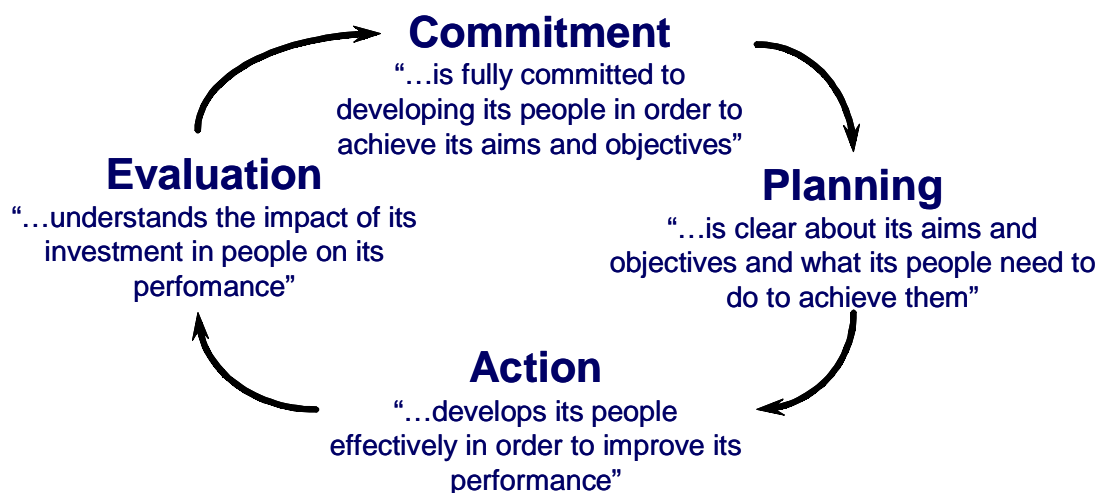 Commitment
“…is fully committed to
developing its people in order to
achieve its aims and objectives”
Planning
“…is clear about its aims and
objectives and what its people need to
do to achieve them”
Action
“…develops its people
effectively in order to improve its
performance”
Evaluation
“…understands the impact of its
investment in people on its
perfomance”